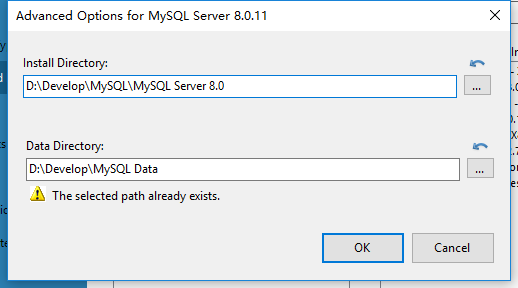 Advanced Options for MySQL Server 8.0.11
Install Directory:
D:\Develop\MySQL\MySQL Server 8.0
...
Data Directory:
D:\Develop\MySQL Data
...
The selected path already exists.
OK
Cancel